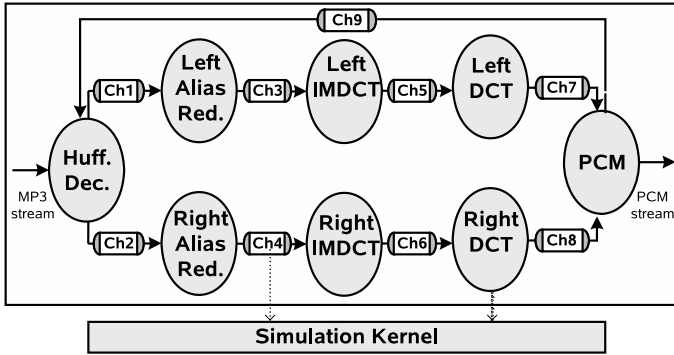 Ch9
Left
Alias
Red.
Left
IMDCT
Left
DCT
Ch1
Ch3
Ch5
Ch7
Huff.
Dec.
PCM
MP3
stream
PCM
stream
Right
Alias
Red.
Right
IMDCT
Right
DCT
Ch2
Ch4
Ch6
Ch8
Simulation Kernel